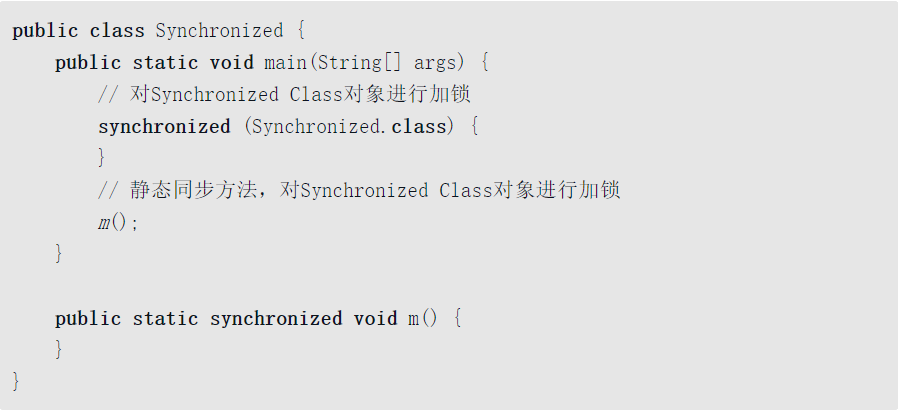 public class Synchronized {
    public static void main(String[] args) {
        // 对Synchronized Class对象进行加锁
        synchronized (Synchronized.class) {
        }
        // 静态同步方法，对Synchronized Class对象进行加锁
        m();
    }

    public static synchronized void m() {
    }
}